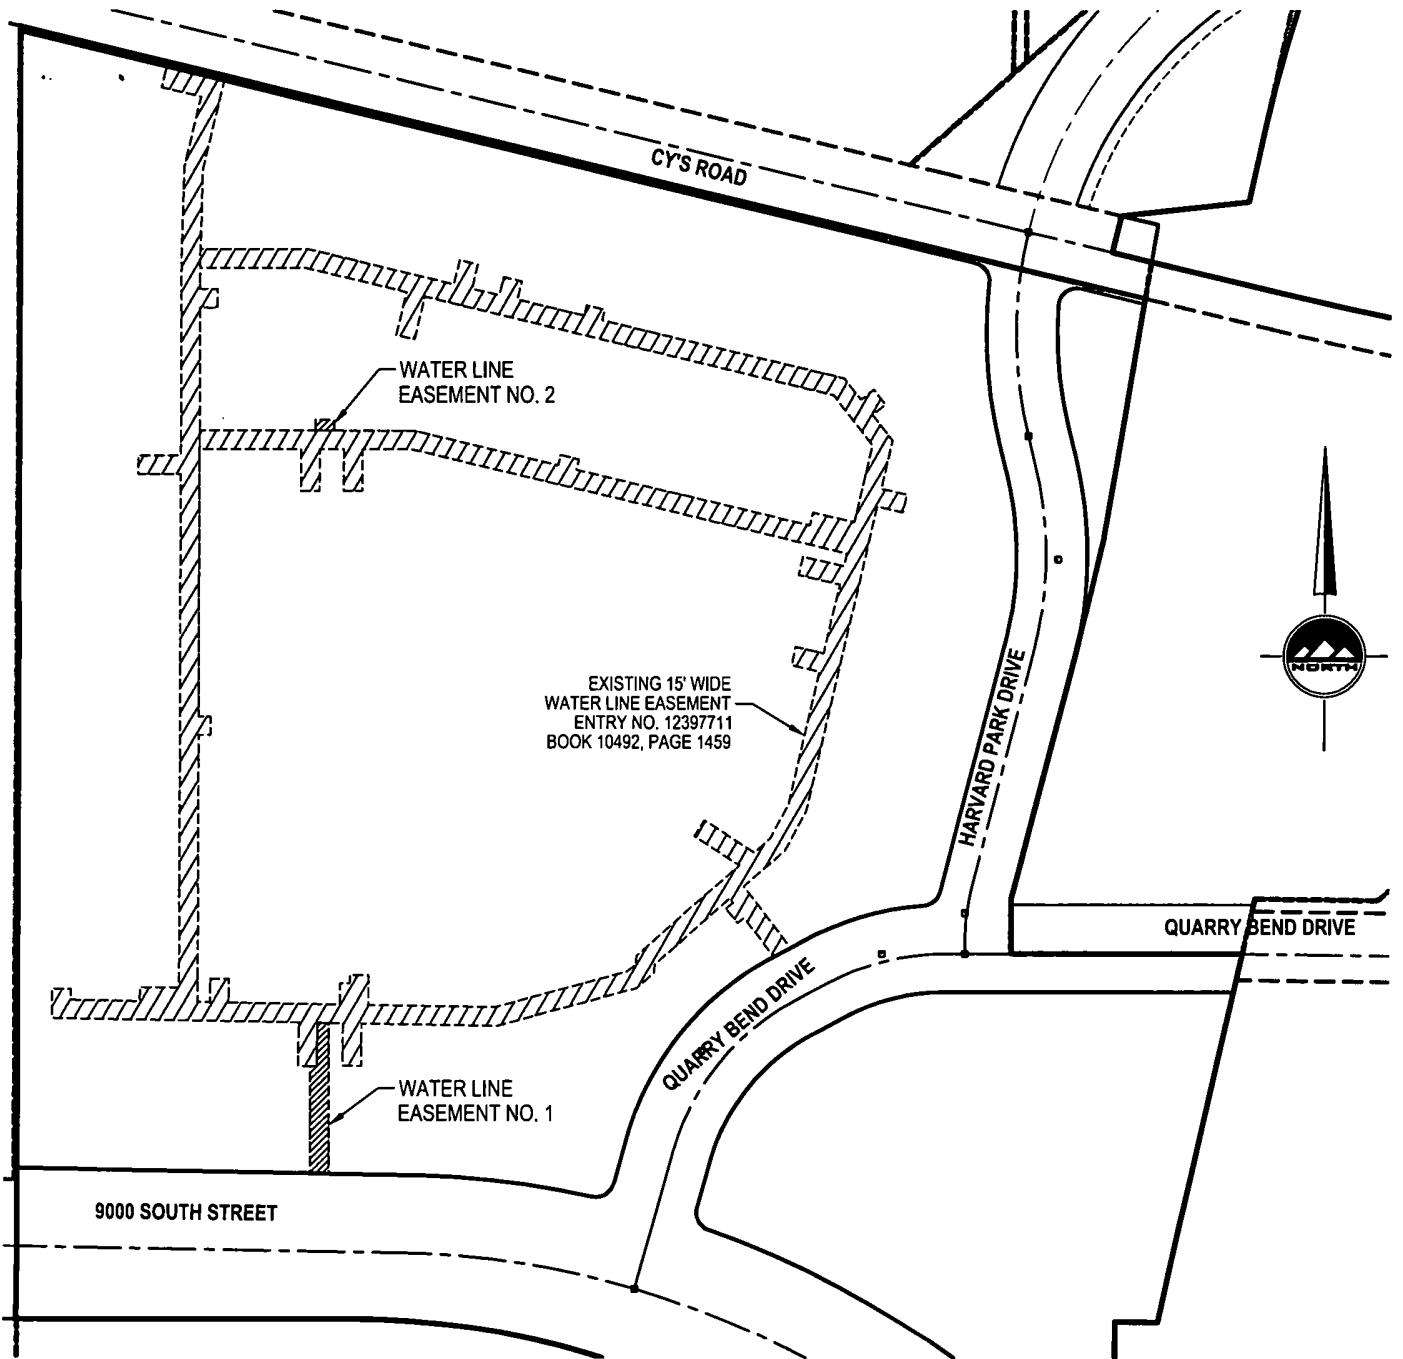 CY'S ROAD
WATER LINE
EASEMENT NO. 2
EXISTING 15' WIDE
WATER LINE EASEMENT
ENTRY NO. 12397711
BOOK 10492, PAGE 1459
HARVARD PARK DRIVE
NORTH
QUARRY BEND DRIVE
QUARRY BEND DRIVE
WATER LINE
EASEMENT NO. 1
9000 SOUTH STREET